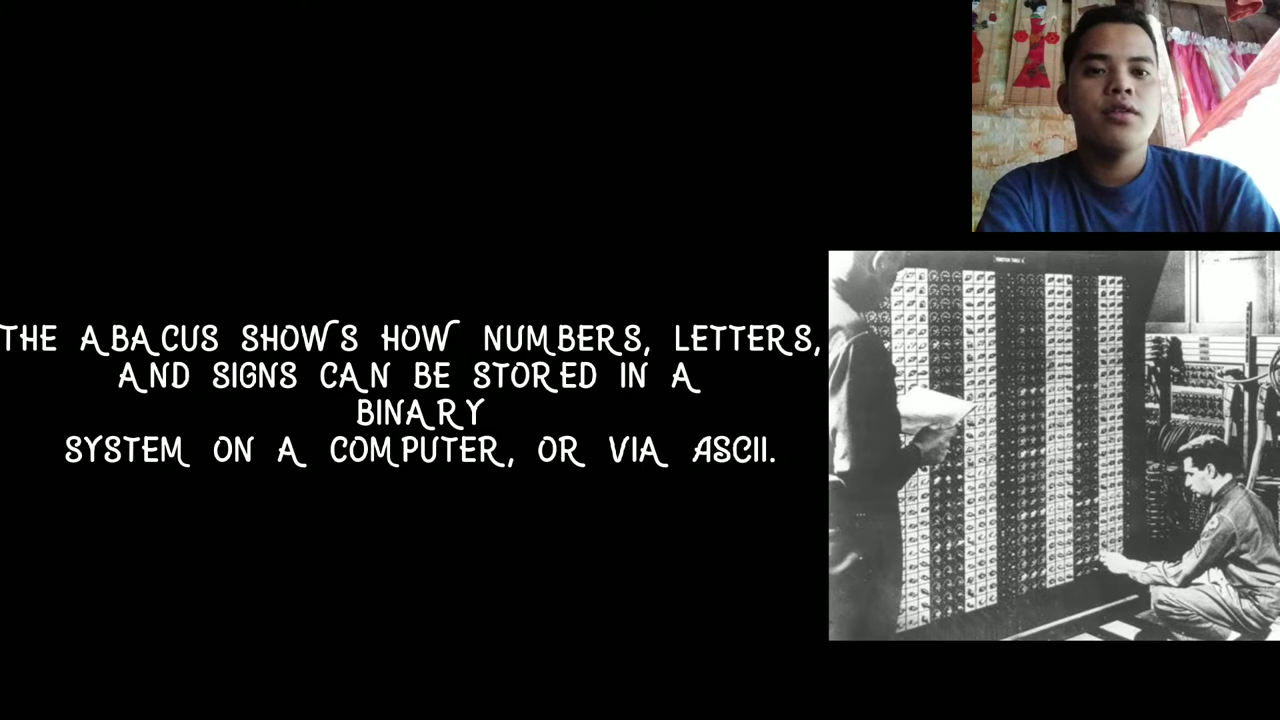 THE ABACUS SHOWS HOW NUMBERS, LETTERS,
AND SIGNS CAN BE STORED IN A
BINARY
SYSTEM ON A COMPUTER, OR VIA ASCII.